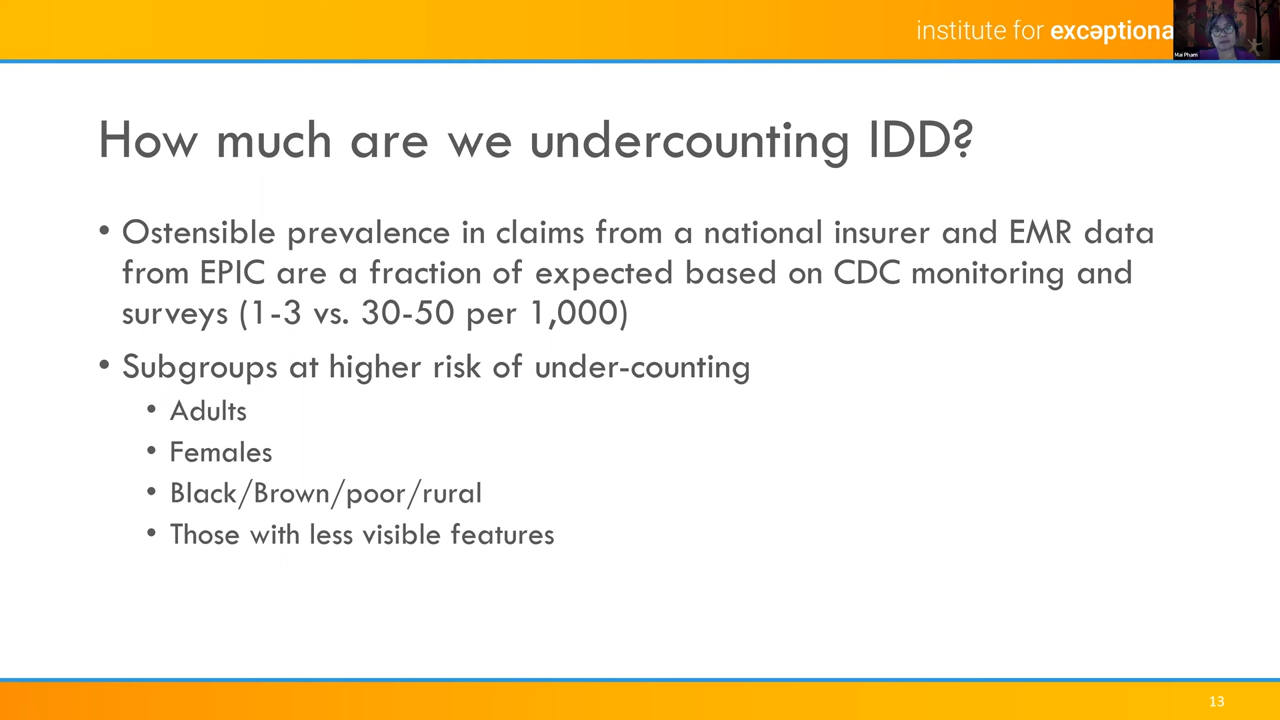 institute for excəptiona
Mai Pham
How much are we undercounting IDD?
• Ostensible prevalence in claims from a national insurer and EMR data
from EPIC are a fraction of expected based on CDC monitoring and
surveys (1-3 vs. 30-50 per 1,000)
• Subgroups at higher risk of under-counting
• Adults
• Females
• Black/Brown/poor/rural
• Those with less visible features
13